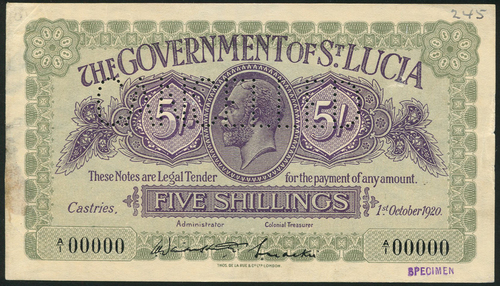 245
THE GOVERNMENT OF ST LUCIA
5/- 5/-
These Notes are Legal Tender for the payment of any amount.
Castries, FIVE SHILLINGS 1st October 1920.
Administrator Colonial Treasurer
A/1 00000 A/1 00000
THOS. DE LA RUE & CO LTD LONDON.
SPECIMEN